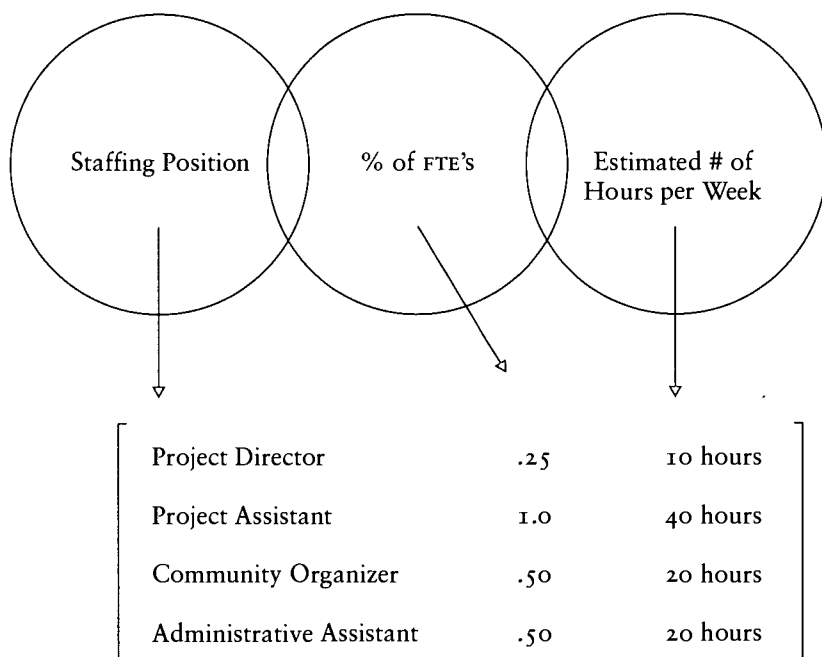 Staffing Position
% of FTE's
Estimated # of
Hours per Week
Project Director .25 10 hours
Project Assistant 1.0 40 hours
Community Organizer .50 20 hours
Administrative Assistant .50 20 hours